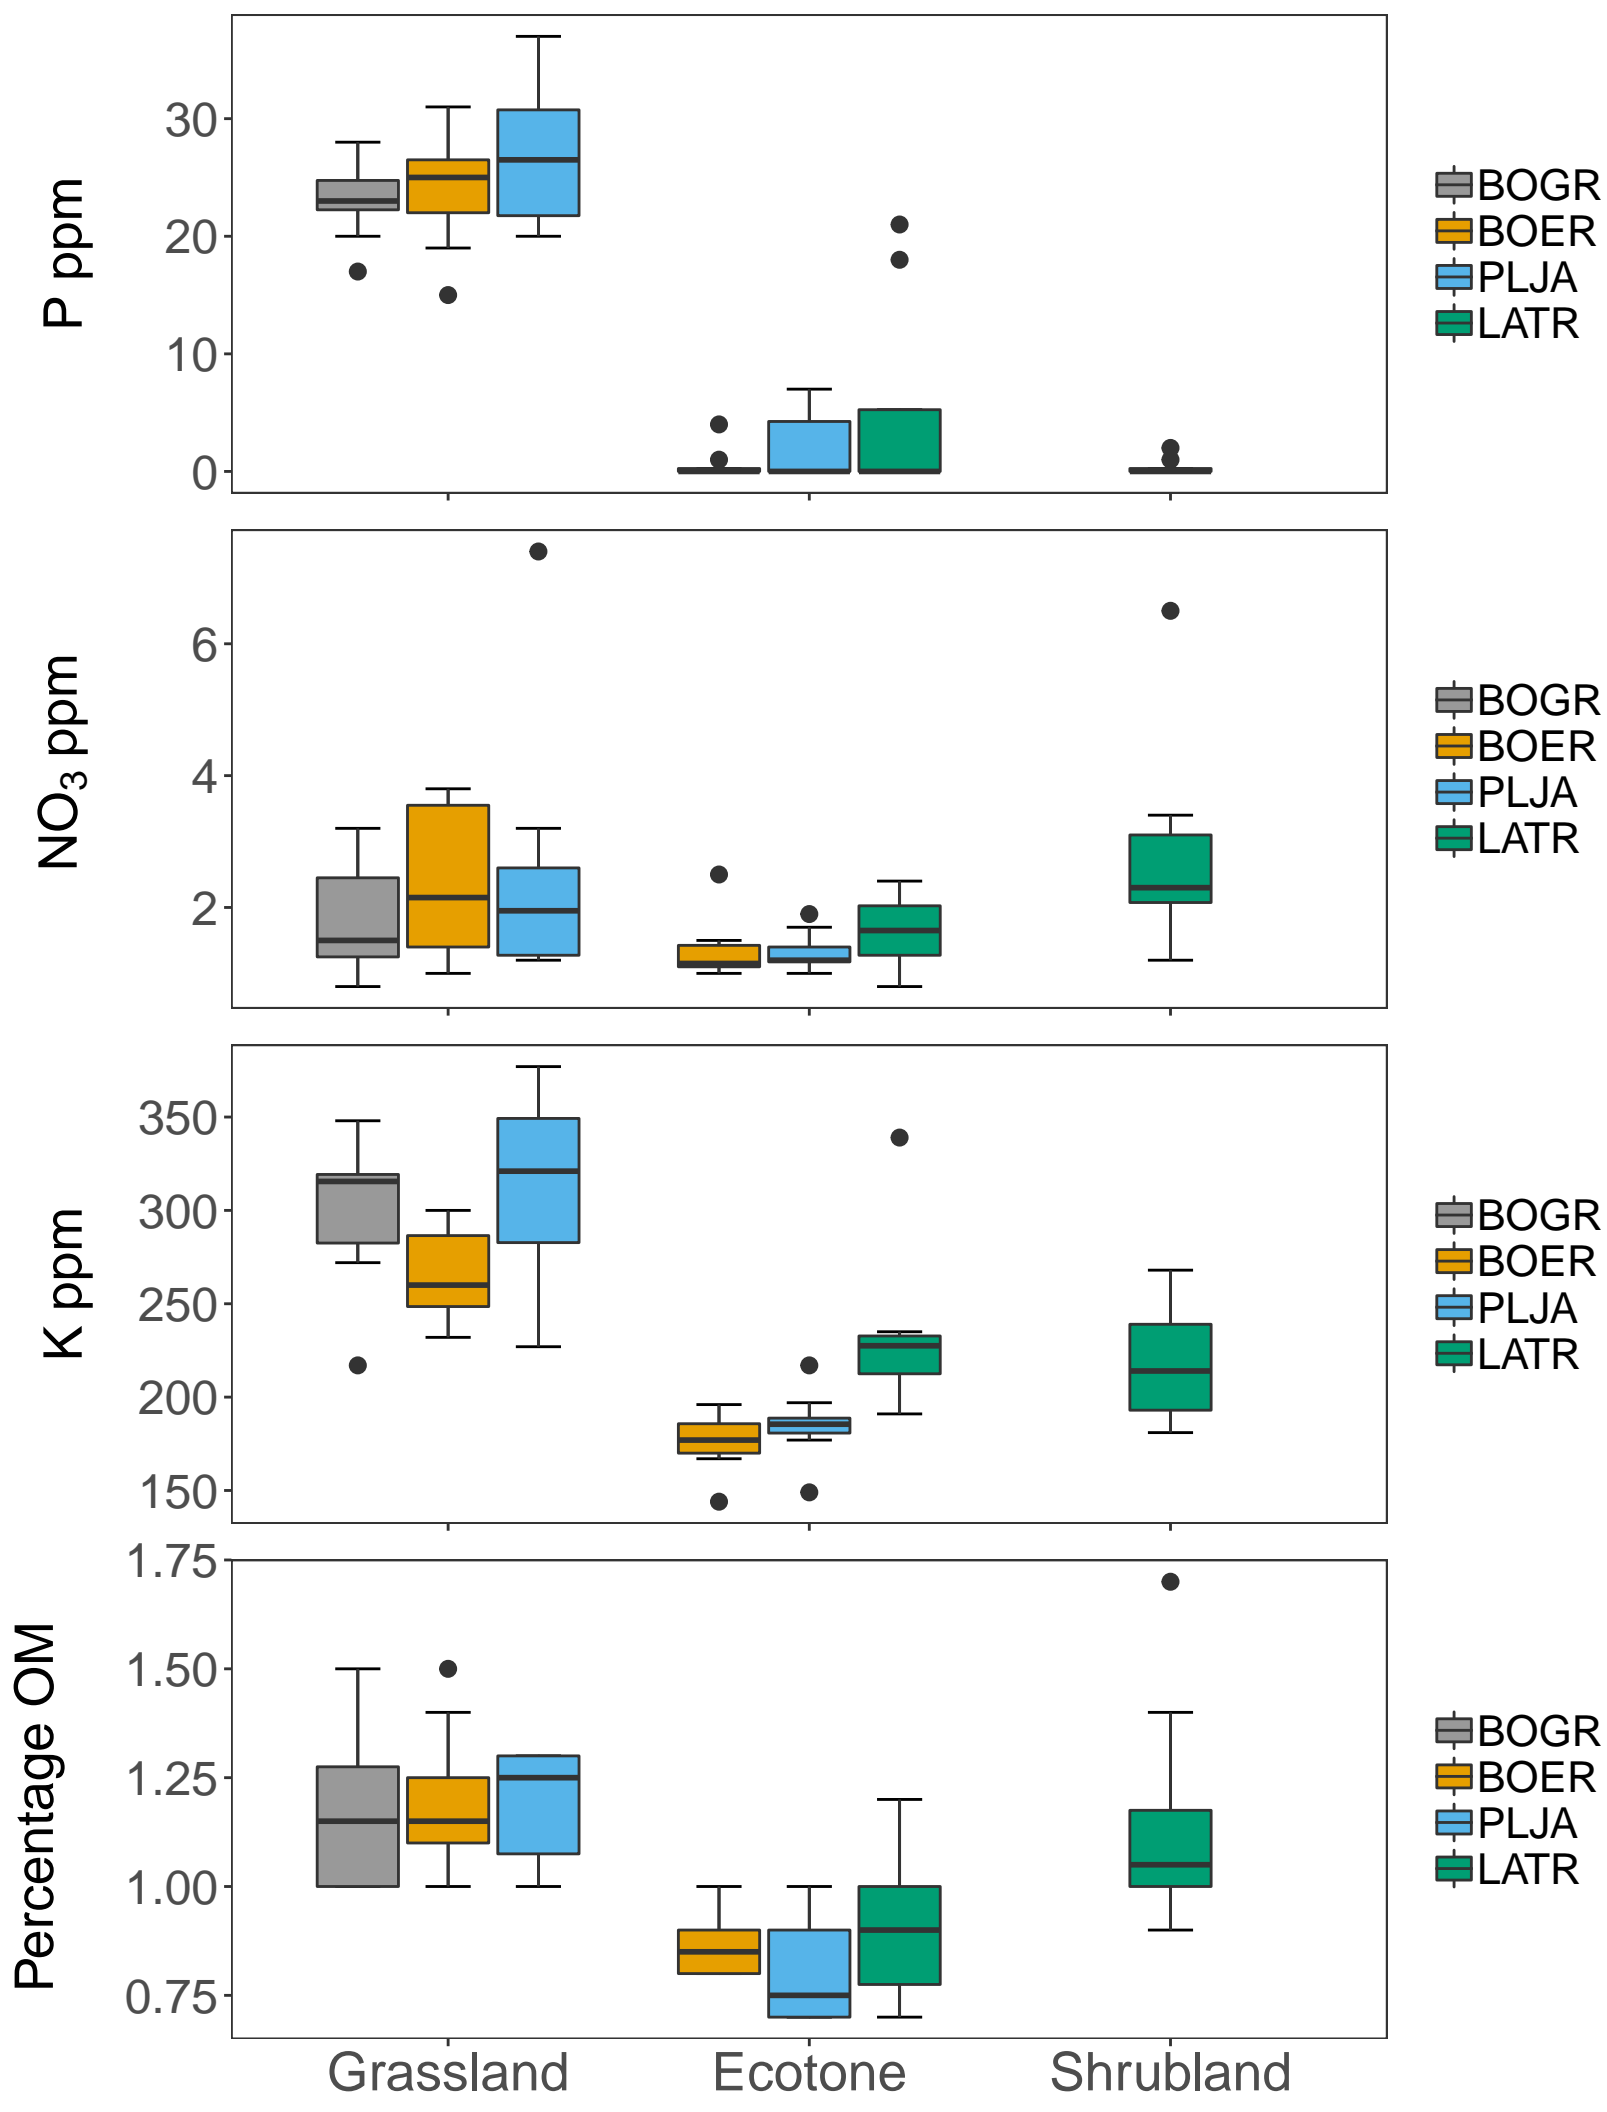 P ppm
30
20
10
0
BOGR
BOER
PLJA
LATR
NO3 ppm
6
4
2
BOGR
BOER
PLJA
LATR
K ppm
350
300
250
200
150
BOGR
BOER
PLJA
LATR
Percentage OM
1.75
1.50
1.25
1.00
0.75
BOGR
BOER
PLJA
LATR
Grassland Ecotone Shrubland